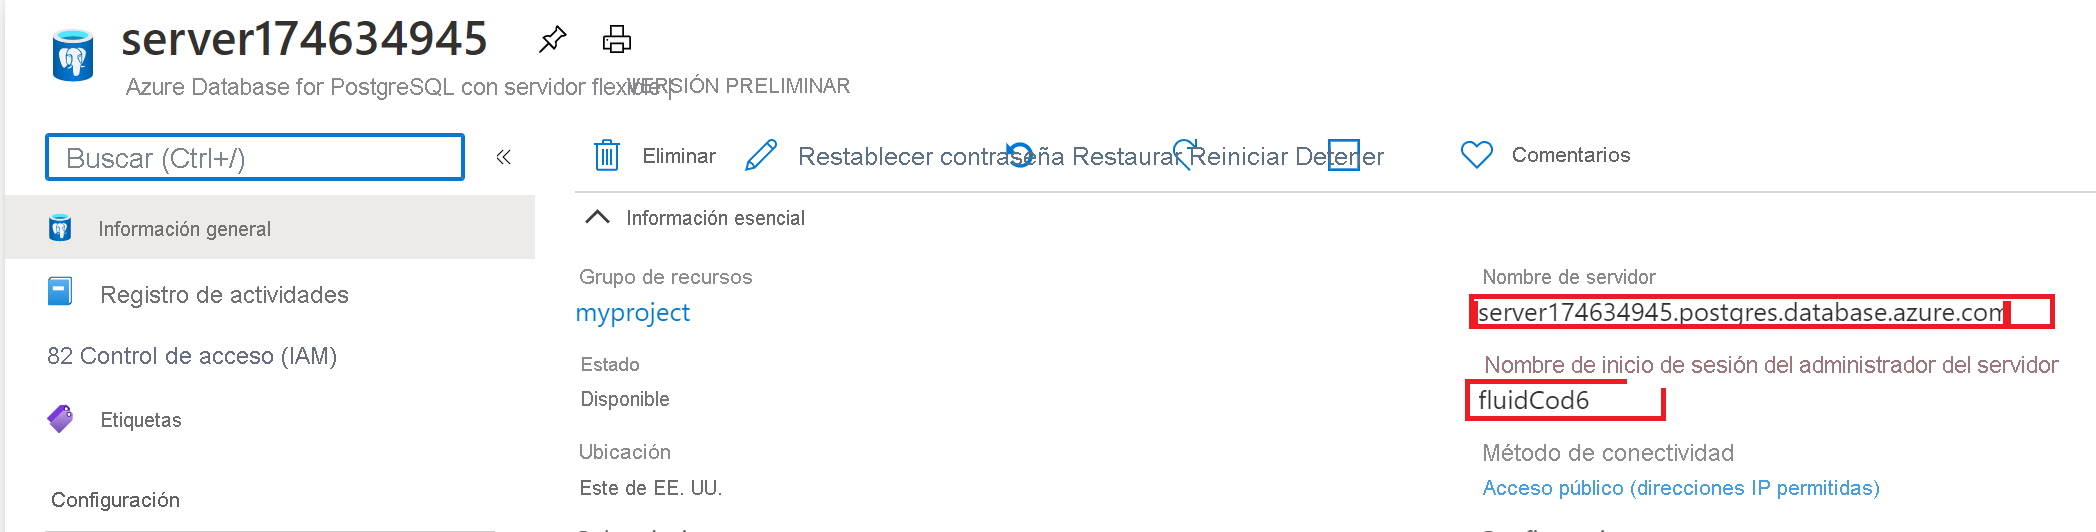 server174634945
Azure Database for PostgreSQL con servidor flexible |
VERSIÓN PRELIMINAR
Buscar (Ctrl+/)
«
Eliminar
Restablecer contraseña Restaurar Reiniciar Detener
Comentarios
Información general
Registro de actividades
82 Control de acceso (IAM)
Etiquetas
Configuración
Información esencial
Grupo de recursos
myproject
Estado
Disponible
Ubicación
Este de EE. UU.
Nombre de servidor
server174634945.postgres.database.azure.com
Nombre de inicio de sesión del administrador del servidor
fluidCod6
Método de conectividad
Acceso público (direcciones IP permitidas)